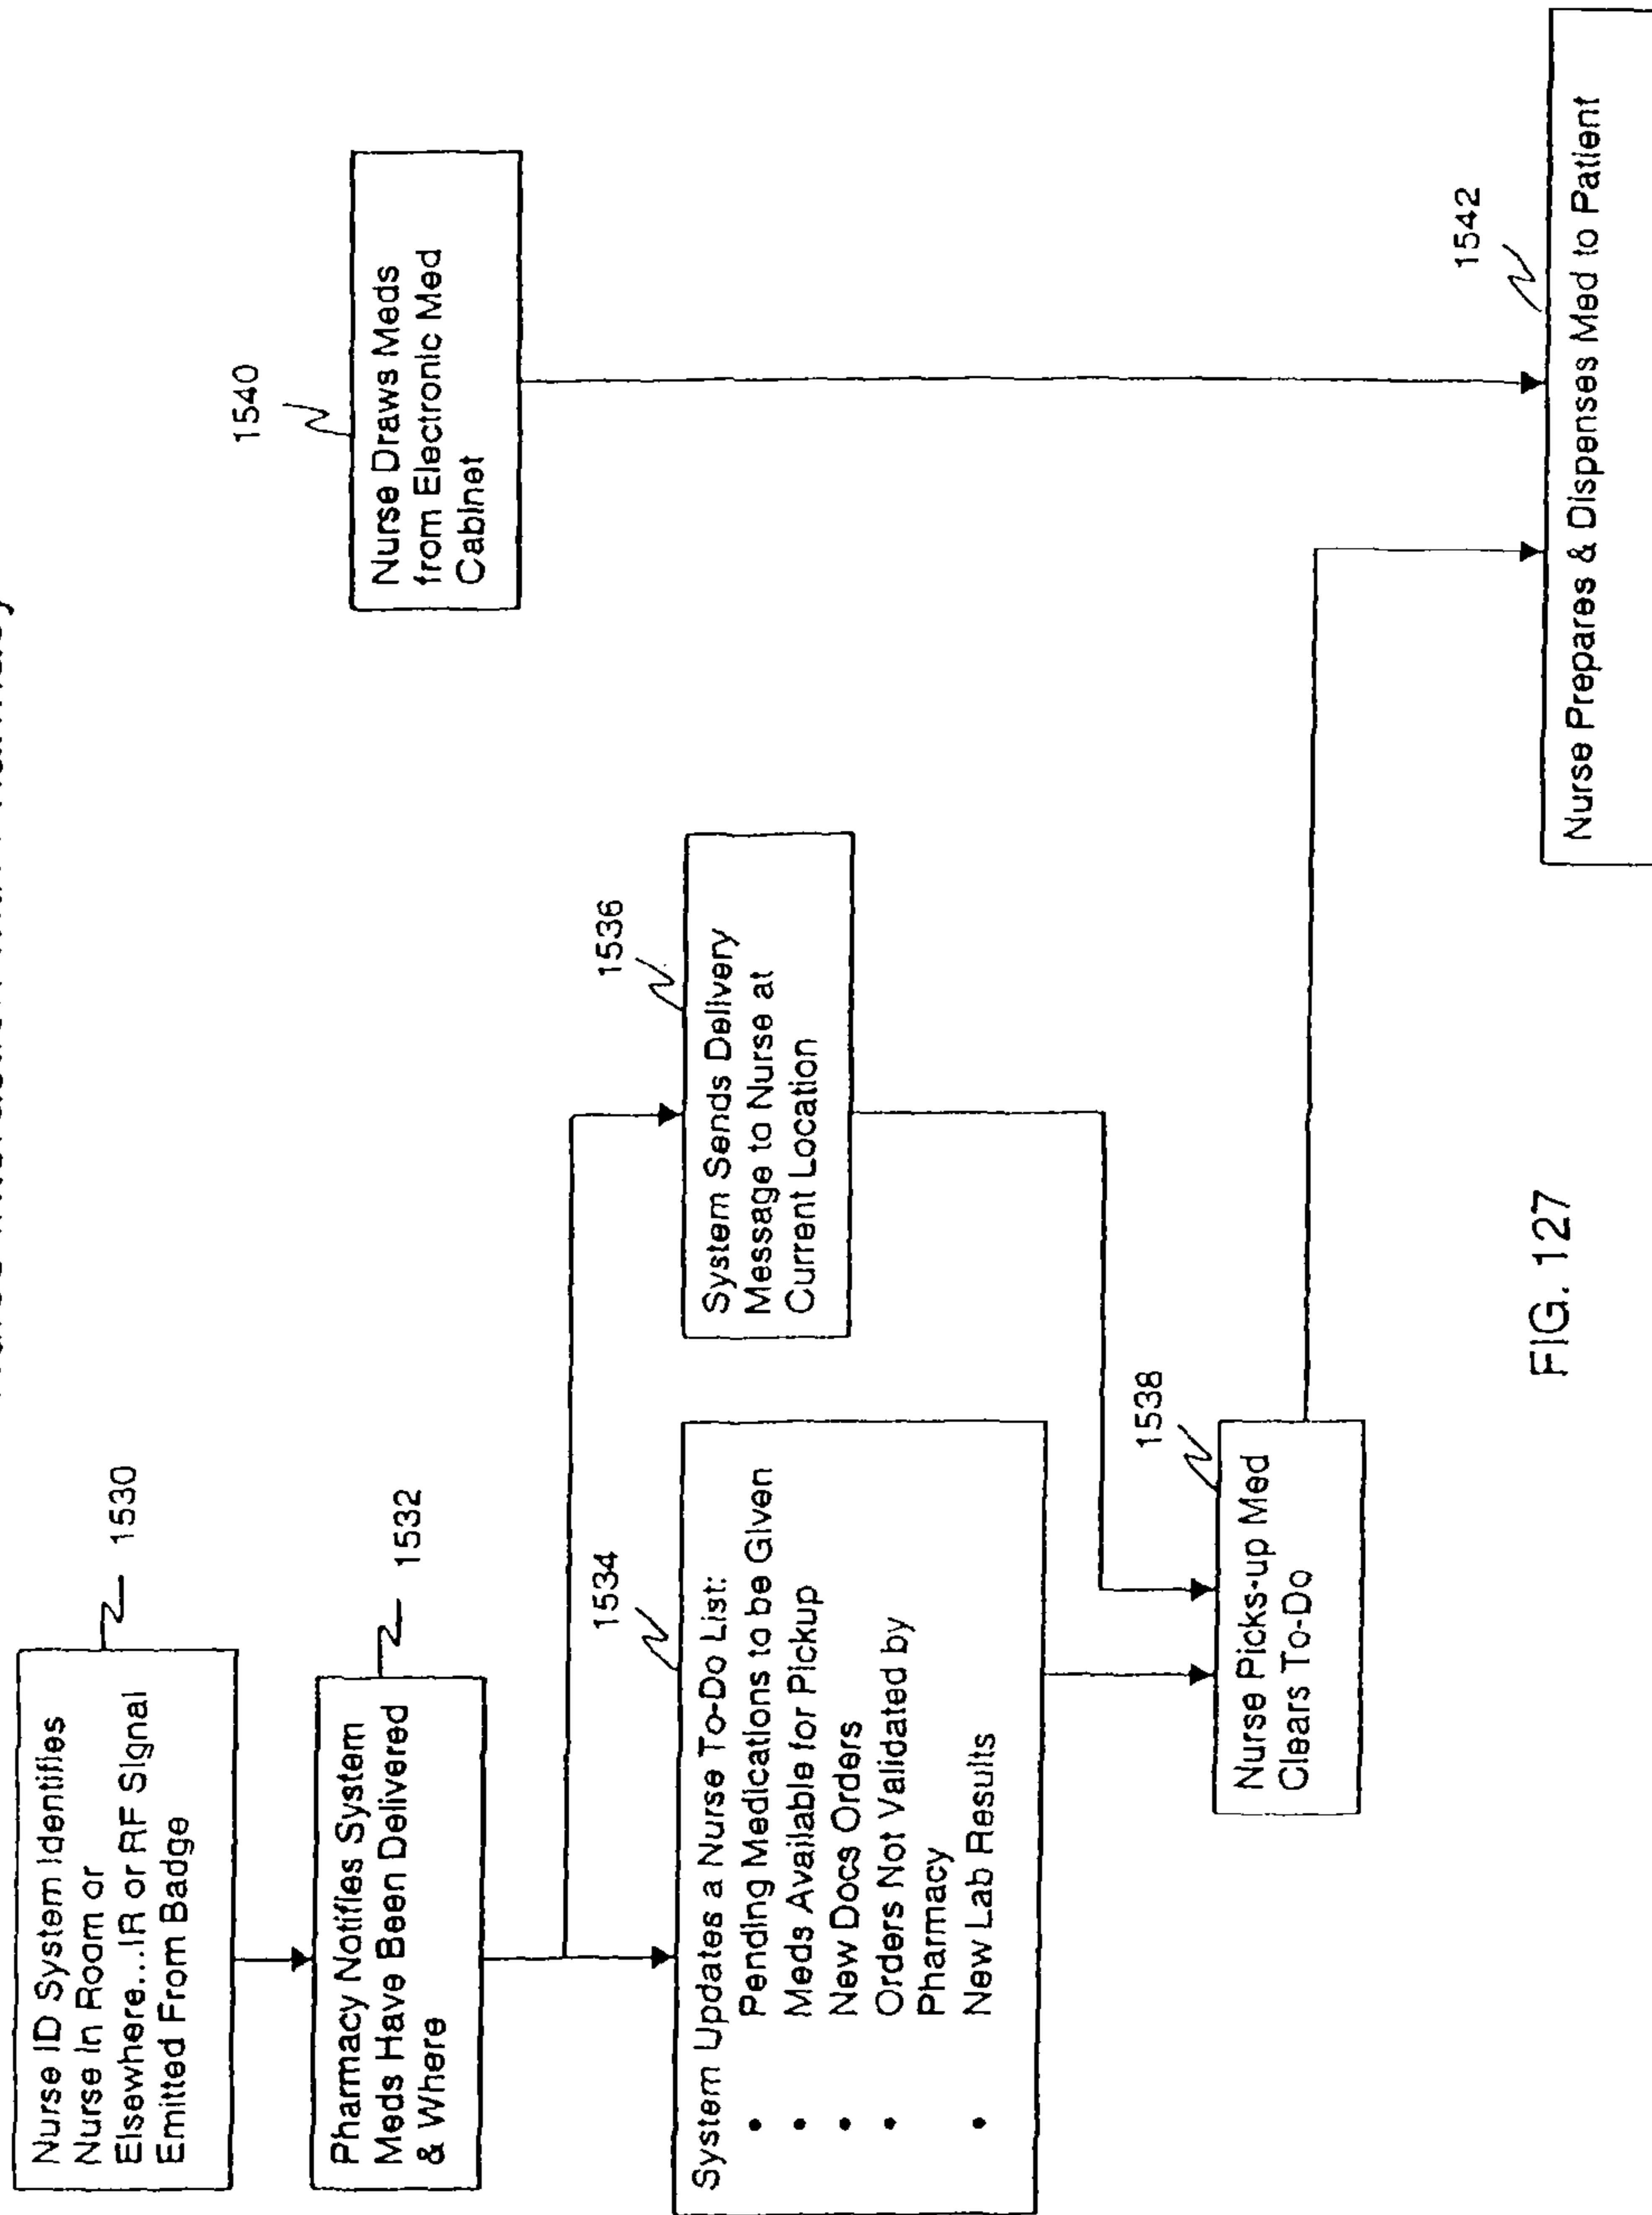 Nurse Interaction with Pharmacy
1530
Nurse ID System Identifies
Nurse In Room or
Elsewhere...IR or RF Signal
Emitted From Badge
1532
Pharmacy Notifies System
Meds Have Been Delivered
& Where
1534
System Updates a Nurse To-Do List:
• Pending Medications to be Given
• Meds Available for Pickup
• New Docs Orders
• Orders Not Validated by
Pharmacy
• New Lab Results
1536
System Sends Delivery
Message to Nurse at
Current Location
1538
Nurse Picks-up Med
Clears To-Do
1540
Nurse Draws Meds
from Electronic Med
Cabinet
1542
Nurse Prepares & Dispenses Med to Patient
FIG. 127